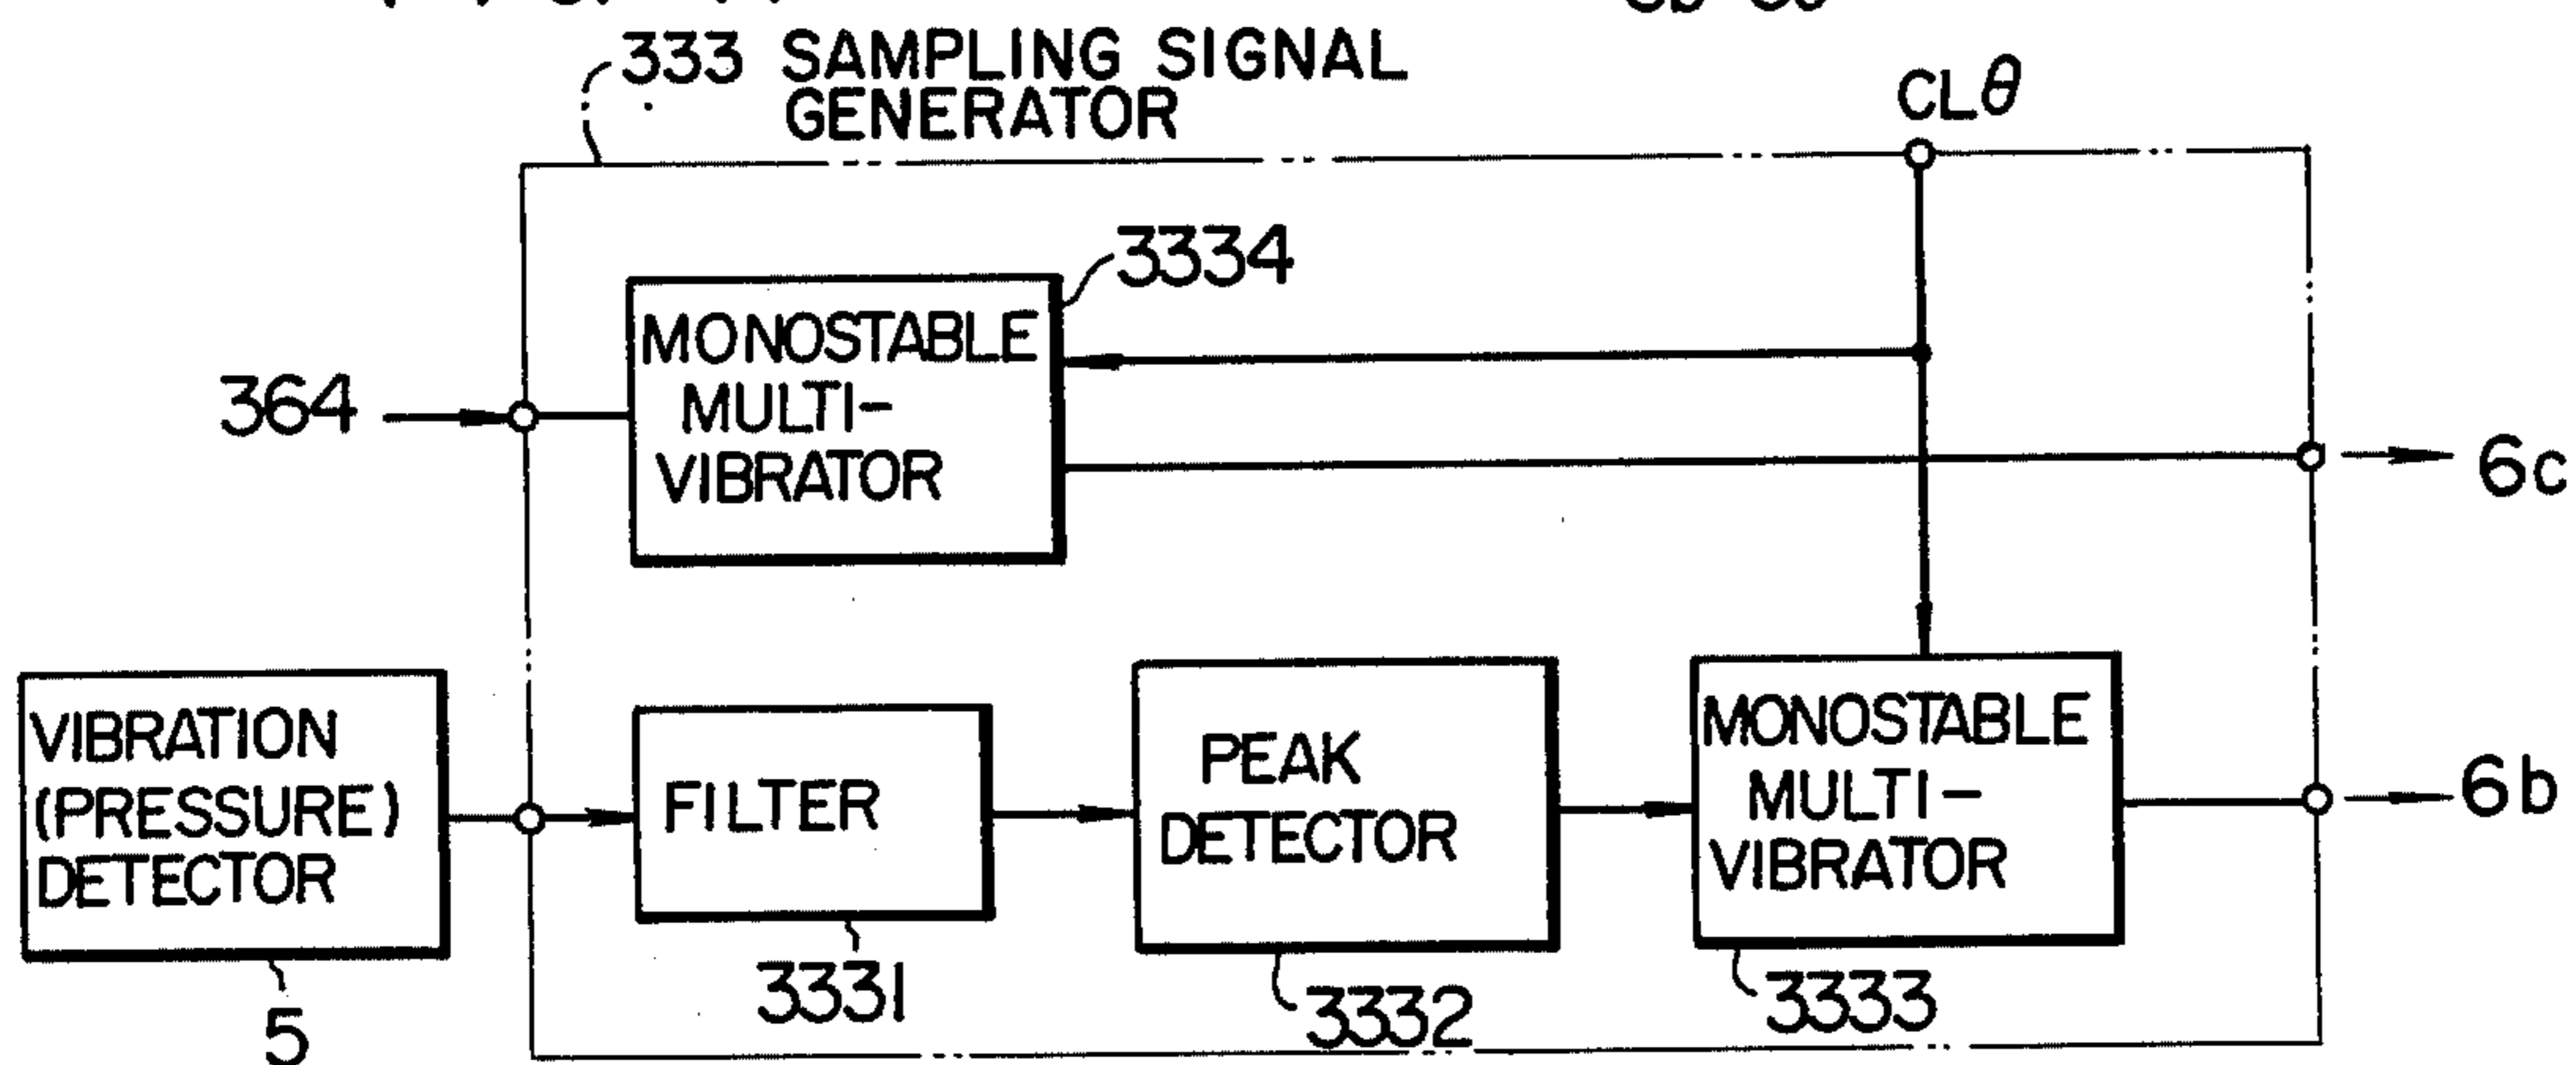 333 SAMPLING SIGNAL
GENERATOR
CLθ
3334
MONOSTABLE
MULTI-
VIBRATOR
364
6c
VIBRATION
(PRESSURE)
DETECTOR
5
FILTER
3331
PEAK
DETECTOR
3332
MONOSTABLE
MULTI-
VIBRATOR
3333
6b